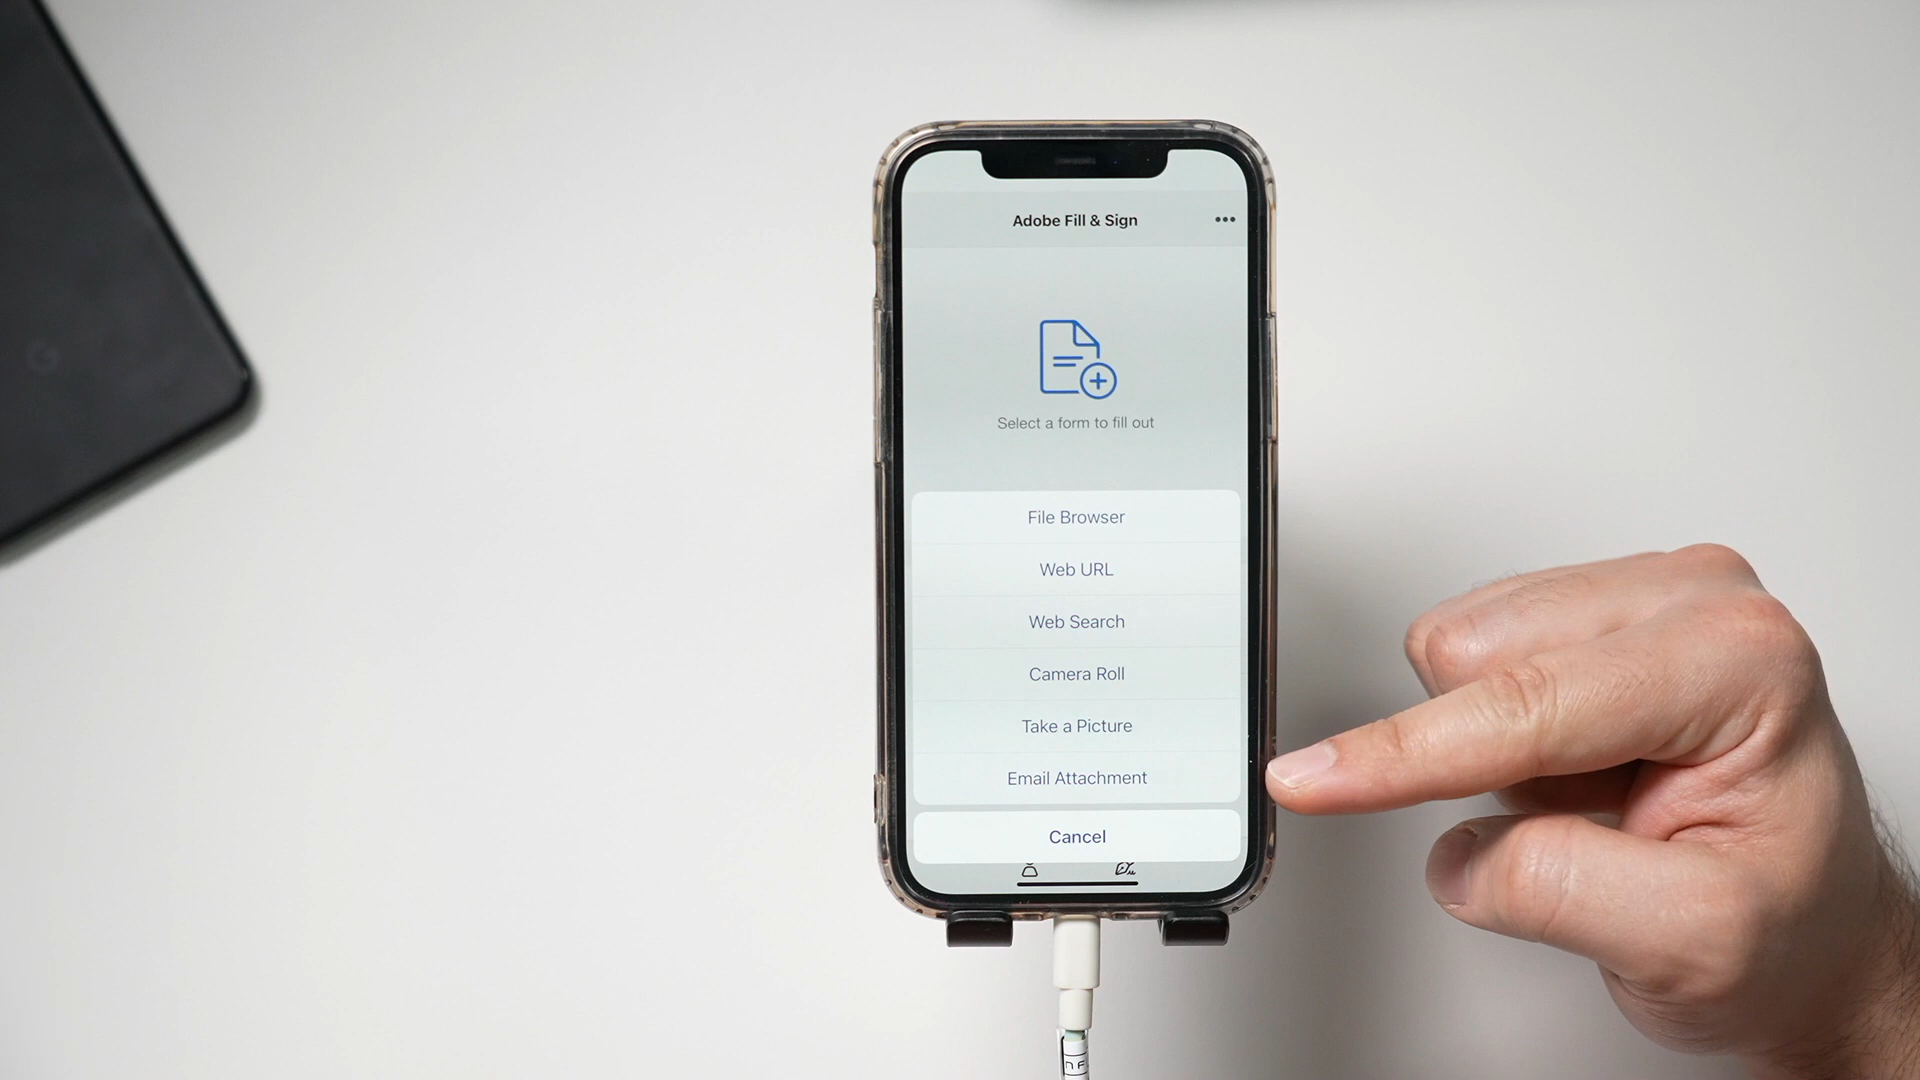 Adobe Fill & Sign
Select a form to fill out
File Browser
Web URL
Web Search
Camera Roll
Take a Picture
Email Attachment
Cancel
G